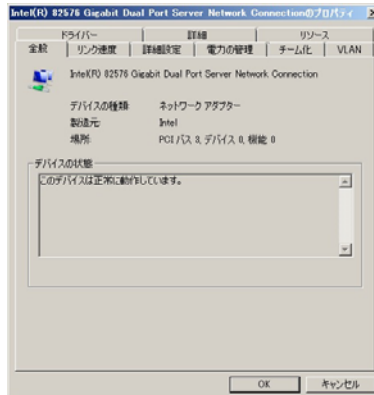 Intel(R) 82576 Gigabit Dual Port Server Network Connectionのプロパティ
ドライバー 詳細 リソース
全般 リンク速度 詳細設定 電力の管理 チーム化 VLAN
Intel(R) 82576 Gigabit Dual Port Server Network Connection
デバイスの種類: ネットワーク アダプター
製造元: Intel
場所: PCI バス 3, デバイス 0, 機能 0
デバイスの状態
このデバイスは正常に動作しています。
OK キャンセル